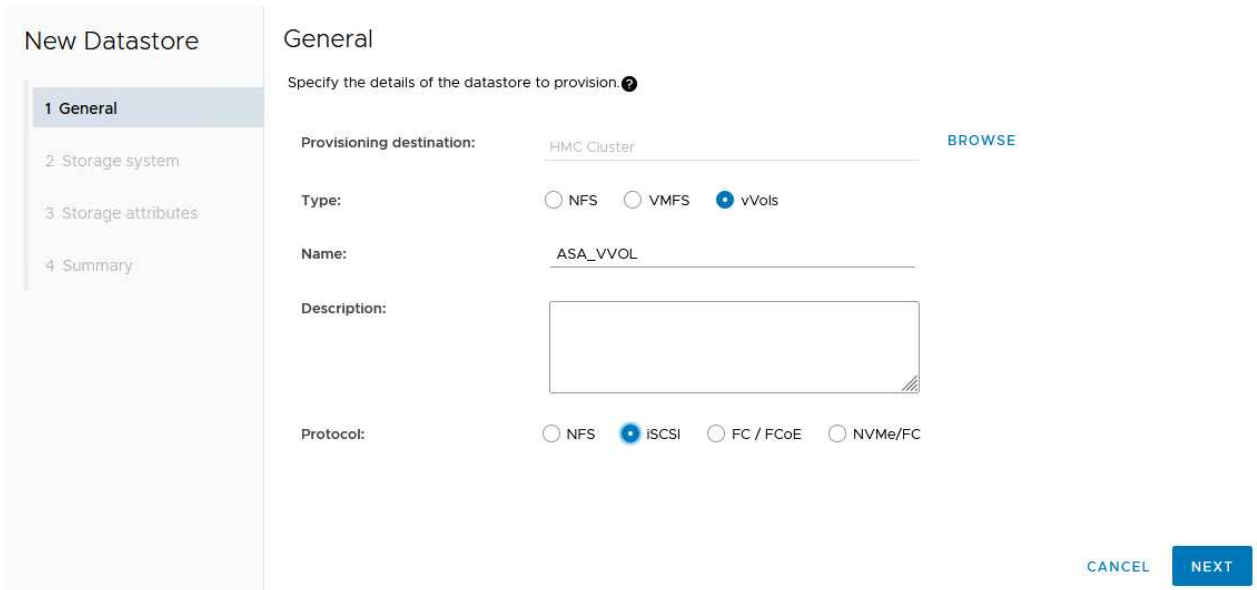 New Datastore
1 General
2 Storage system
3 Storage attributes
4 Summary
General
Specify the details of the datastore to provision.?
Provisioning destination: HMC Cluster BROWSE
Type: NFS VMFS vVols
Name: ASA_VVOL
Description:
Protocol: NFS iSCSI FC / FCoE NVMe/FC
CANCEL NEXT